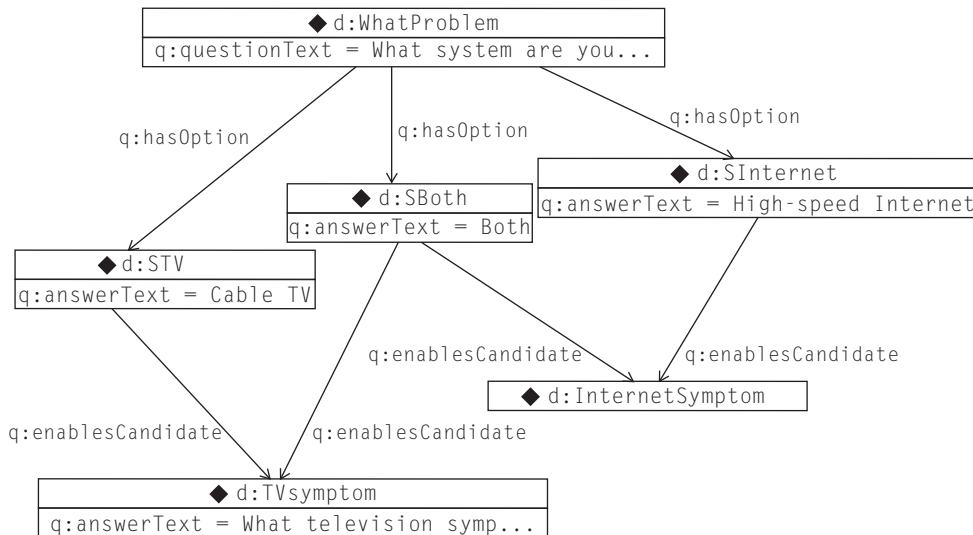 ◆ d:WhatProblem
q:questionText = What system are you...
q:hasOption
q:hasOption
q:hasOption
◆ d:SInternet
q:answerText = High-speed Internet
◆ d:SBoth
q:answerText = Both
◆ d:STV
q:answerText = Cable TV
q:enablesCandidate
q:enablesCandidate
◆ d:InternetSymptom
q:enablesCandidate
q:enablesCandidate
◆ d:TVsymptom
q:answerText = What television symp...